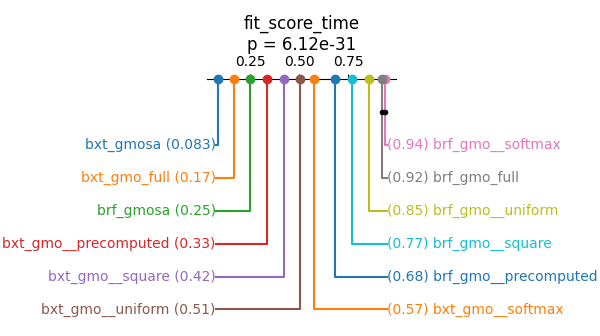 fit_score_time
p = 6.12e-31
0.25 0.50 0.75
bxt_gmosa (0.083)
(0.94) brf_gmo__softmax
bxt_gmo_full (0.17)
(0.92) brf_gmo_full
brf_gmosa (0.25)
(0.85) brf_gmo__uniform
bxt_gmo__precomputed (0.33)
(0.77) brf_gmo__square
bxt_gmo__square (0.42)
(0.68) brf_gmo__precomputed
bxt_gmo__uniform (0.51)
(0.57) bxt_gmo__softmax